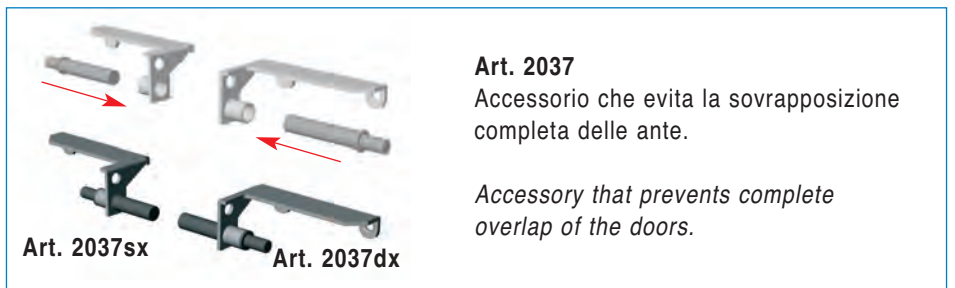 Art. 2037
Accessorio che evita la sovrapposizione
completa delle ante.
Accessory that prevents complete
overlap of the doors.
Art. 2037sx
Art. 2037dx